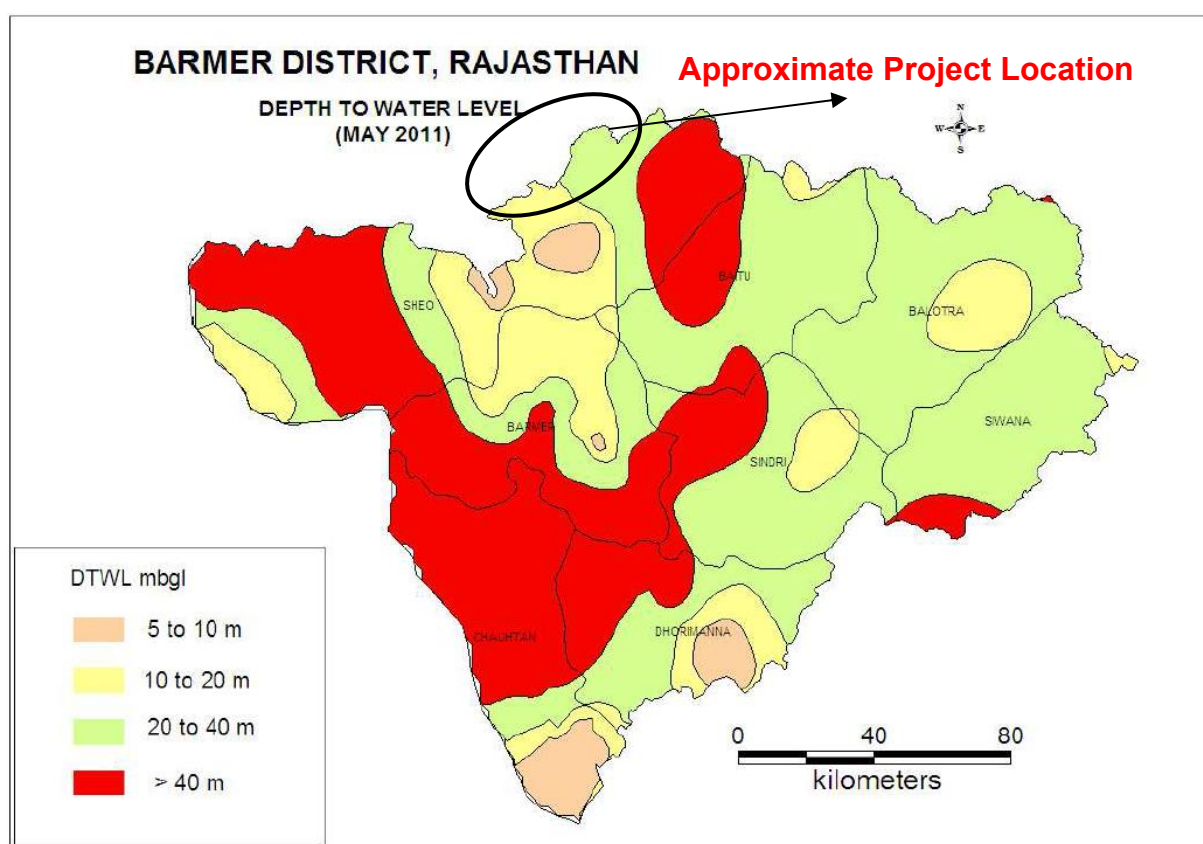 BARMER DISTRICT, RAJASTHAN
Approximate Project Location
DEPTH TO WATER LEVEL
(MAY 2011)
N
W E
S
BAITU
SHEO
BALOTRA
BARMER
SIWANA
SINDRI
CHAUHTAN
DHORIMANNA
DTWL mbgl
5 to 10 m
10 to 20 m
20 to 40 m
> 40 m
0 40 80
kilometers